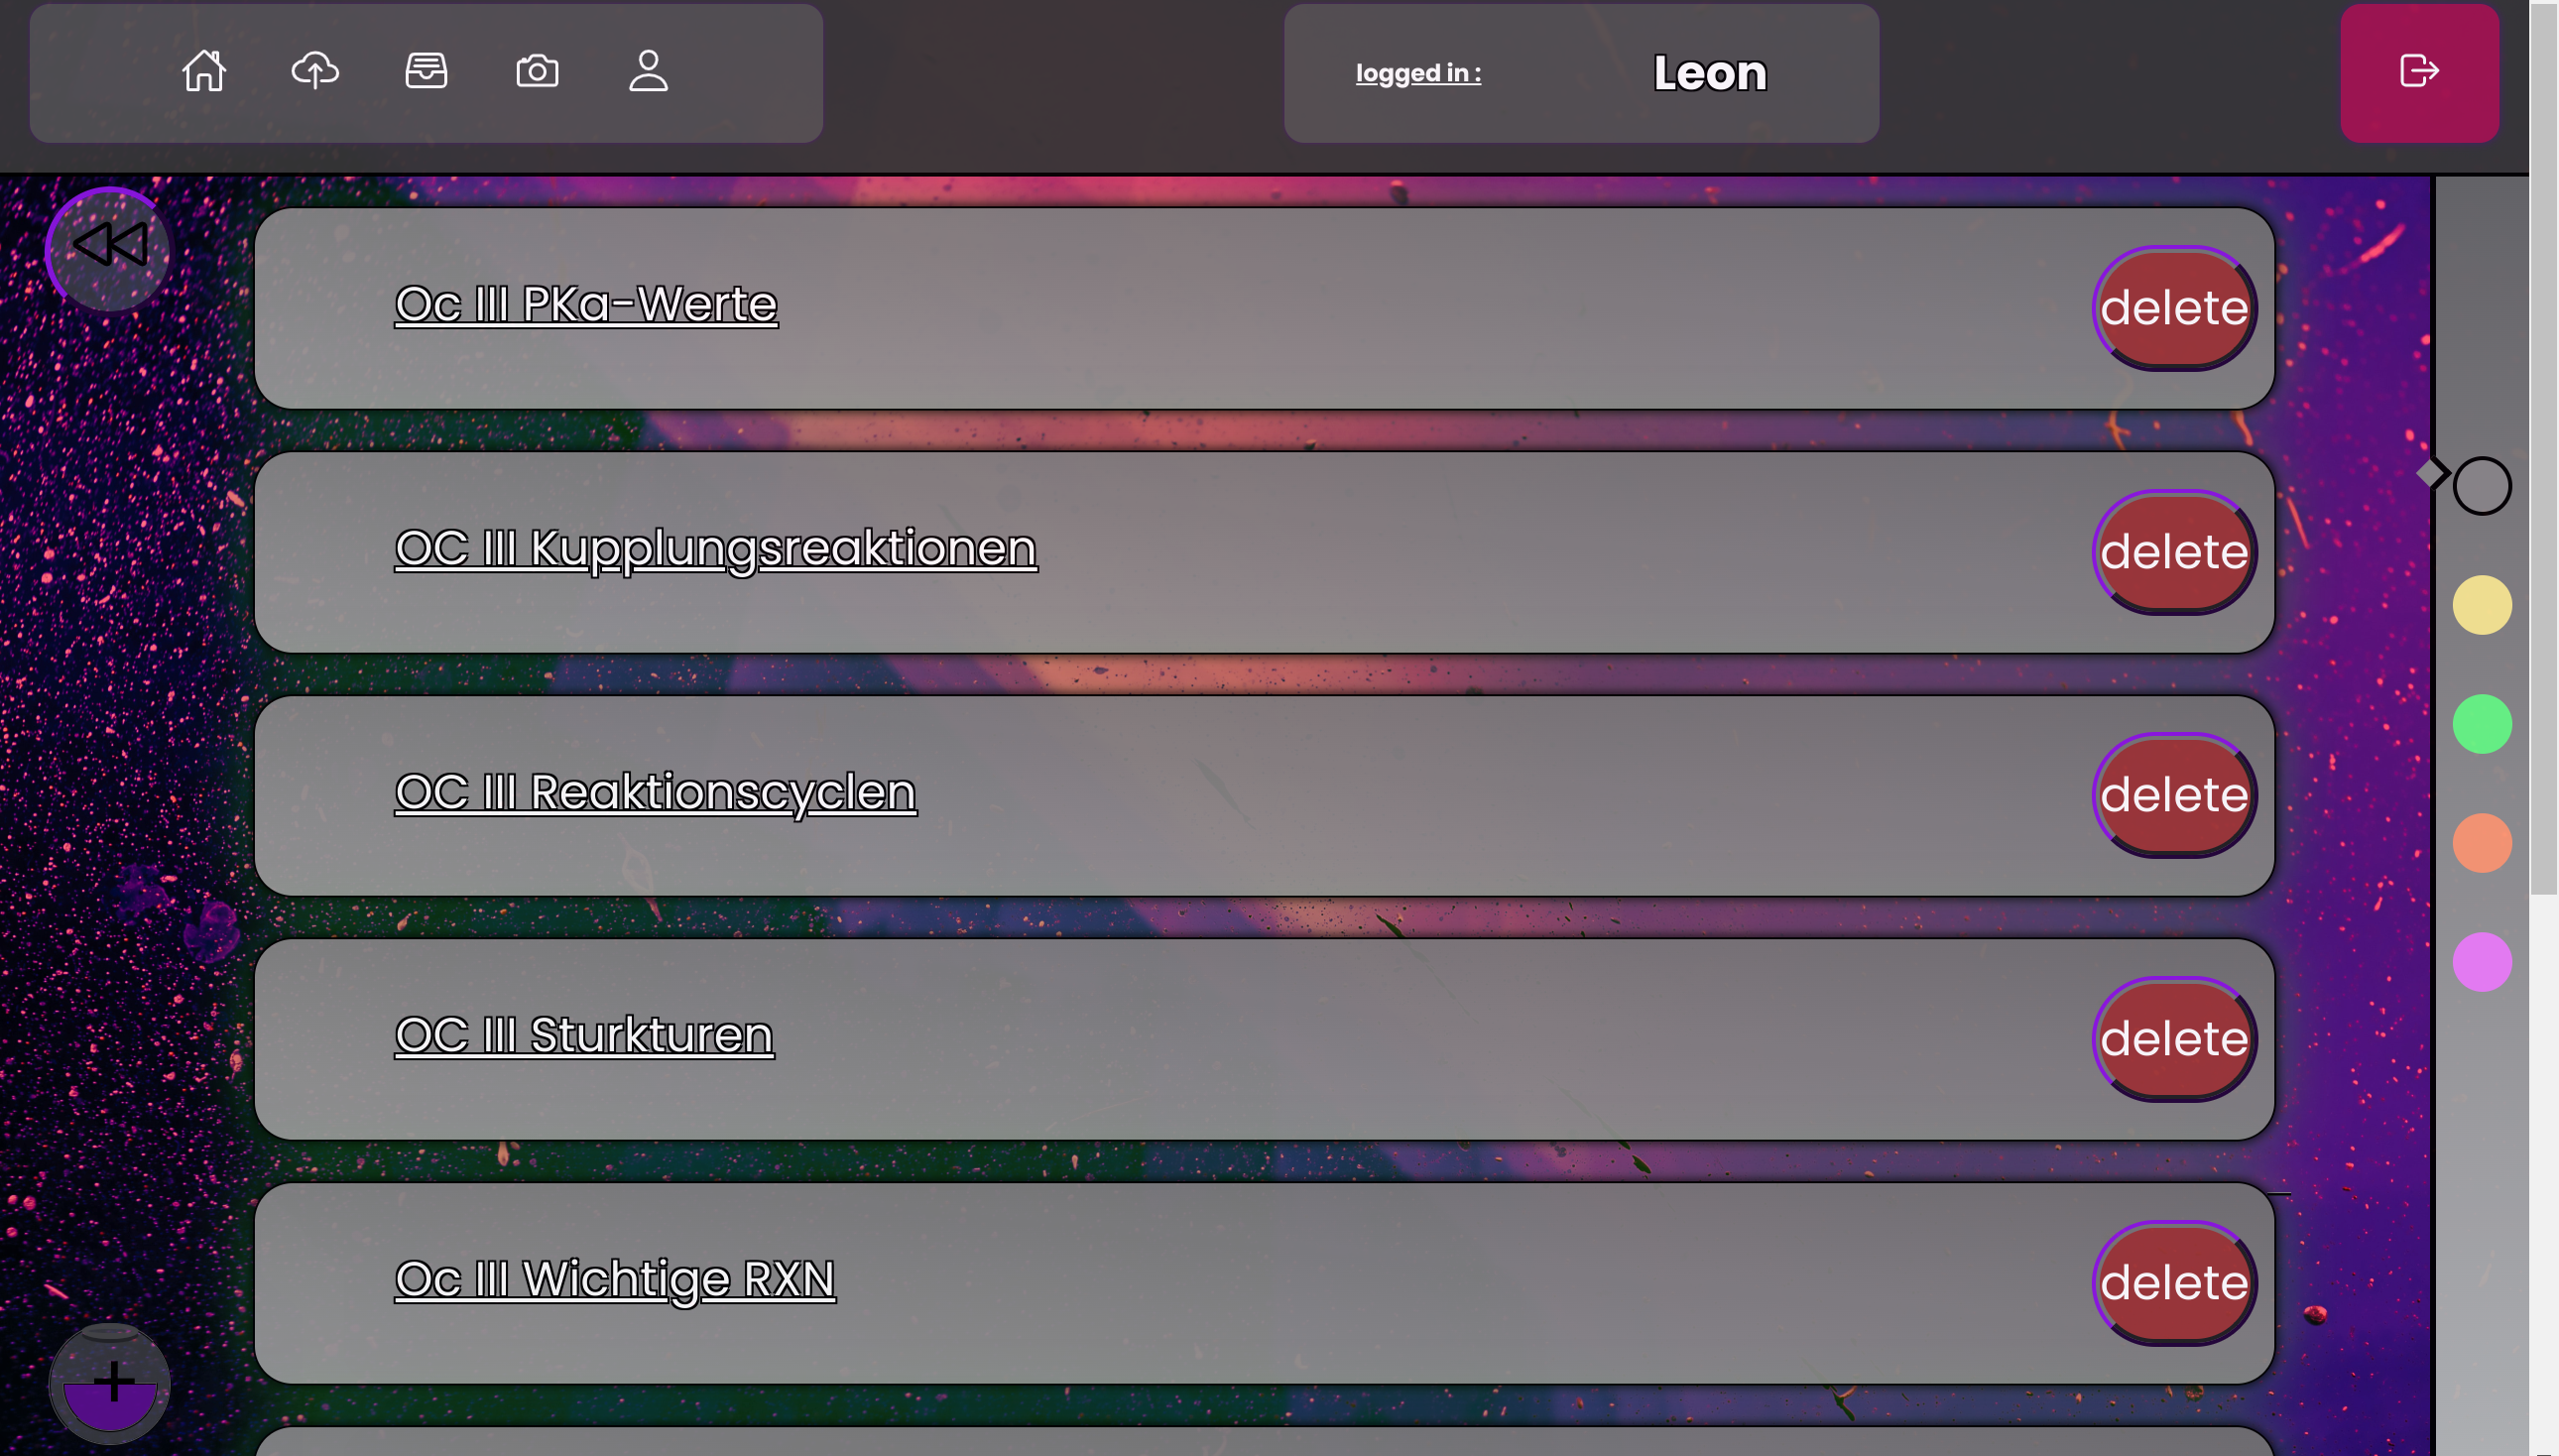 logged in :
Leon
Oc III PKa-Werte
delete
OC III Kupplungsreaktionen
delete
OC III Reaktionscyclen
delete
OC III Sturkturen
delete
Oc III Wichtige RXN
delete
+